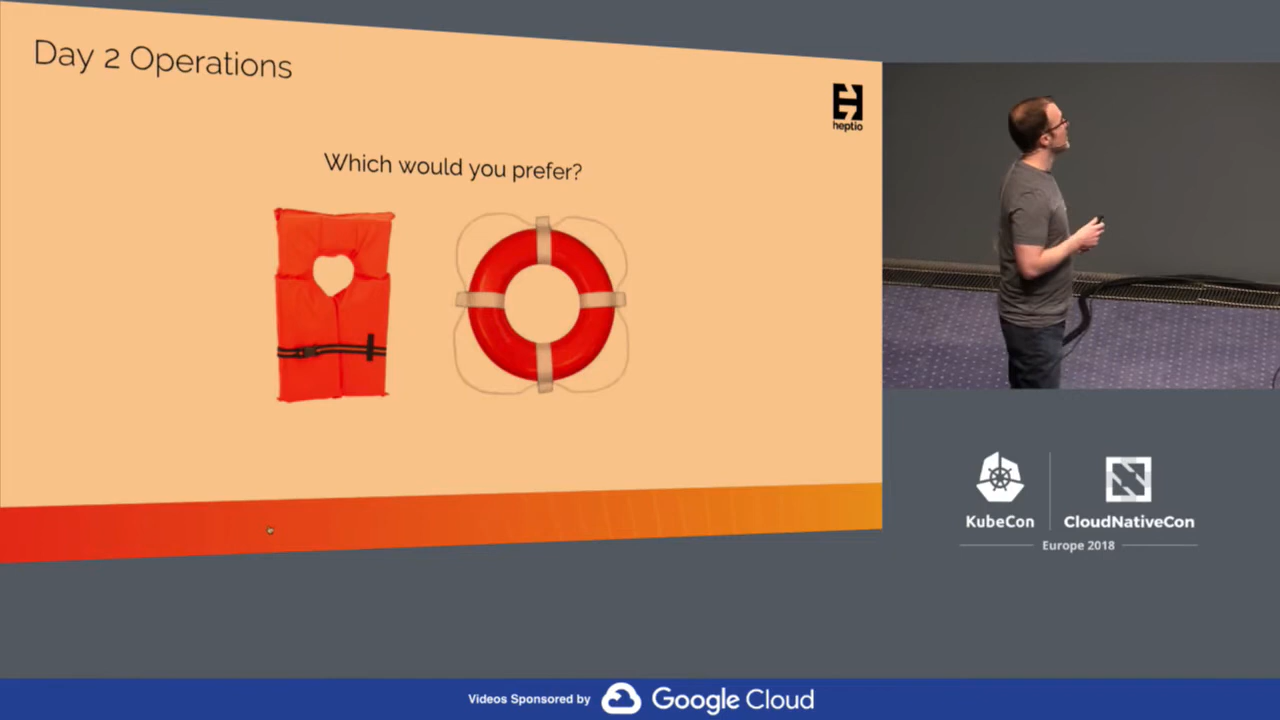 Day 2 Operations
heptio
Which would you prefer?
KubeCon
CloudNativeCon
Europe 2018
Videos Sponsored by Google Cloud